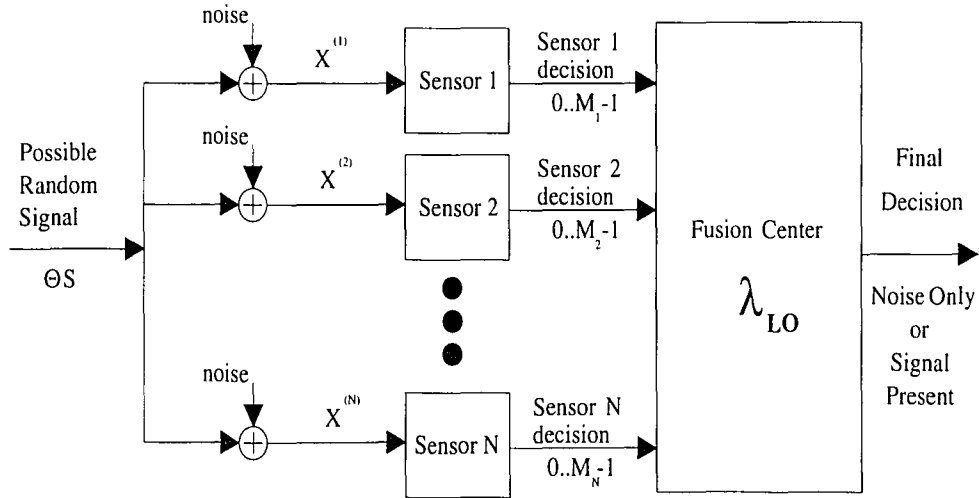 noise
X⁽¹⁾
Sensor 1
Sensor 1
decision
0..M₁-1
Possible
Random
Signal
ΘS
noise
X⁽²⁾
Sensor 2
Sensor 2
decision
0..M₂-1
Fusion Center
λ_LO
Final
Decision
Noise Only
or
Signal
Present
noise
X⁽ᴺ⁾
Sensor N
Sensor N
decision
0..M_N-1